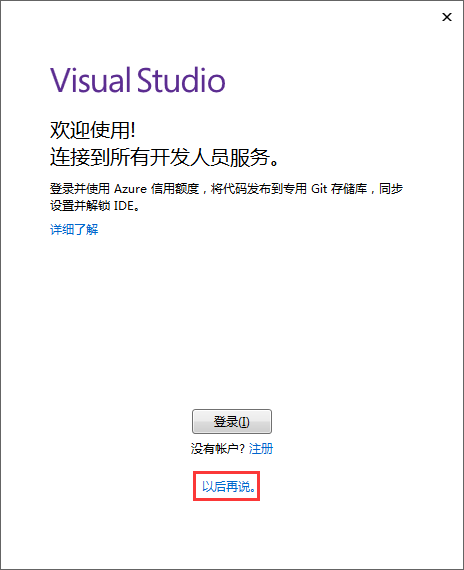 Visual Studio
欢迎使用!
连接到所有开发人员服务。
登录并使用 Azure 信用额度，将代码发布到专用 Git 存储库，同步
设置并解锁 IDE。
详细了解
登录(I)
没有帐户? 注册
以后再说。